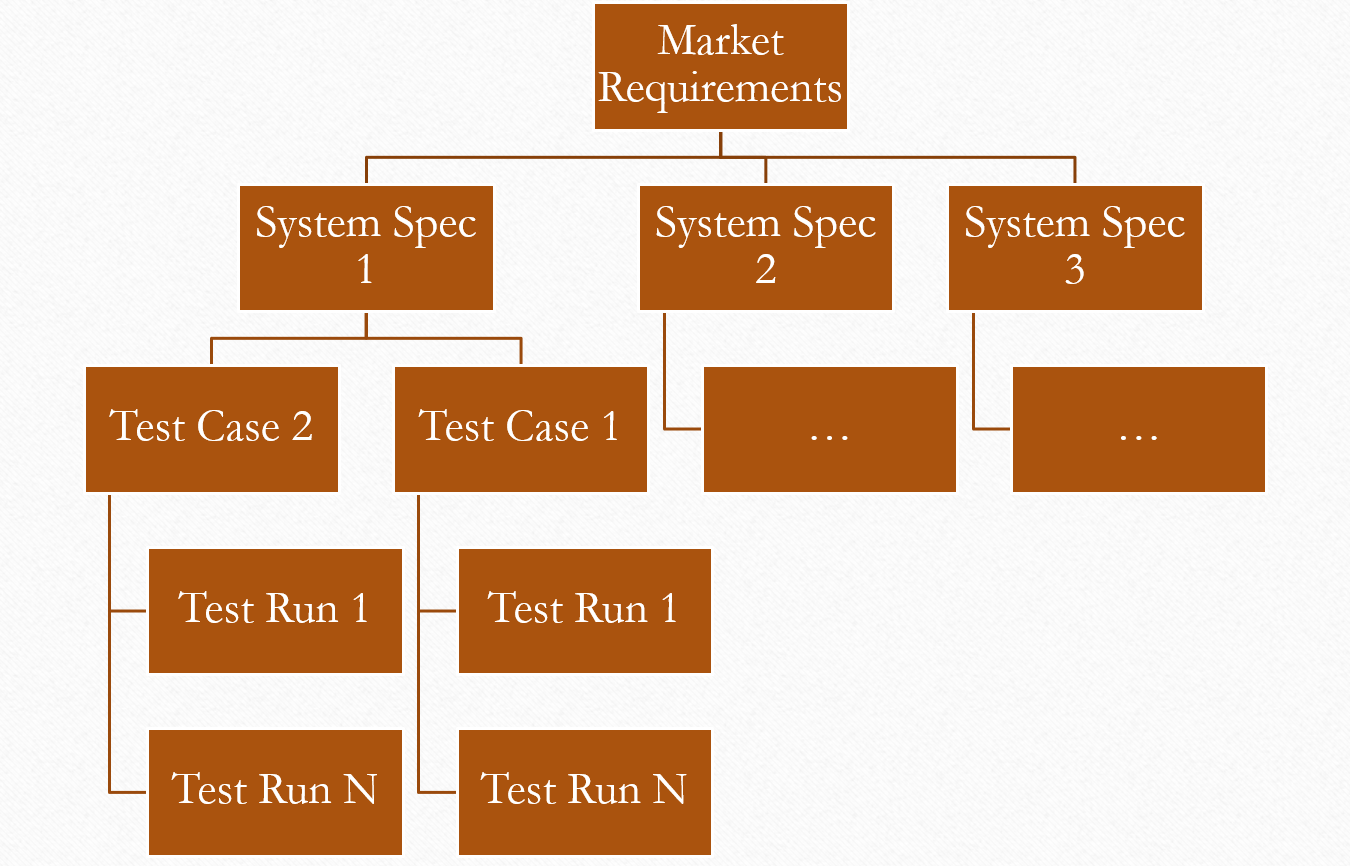 Market
Requirements
System Spec
1
System Spec
2
System Spec
3
Test Case 2
Test Case 1
…
…
Test Run 1
Test Run 1
Test Run N
Test Run N